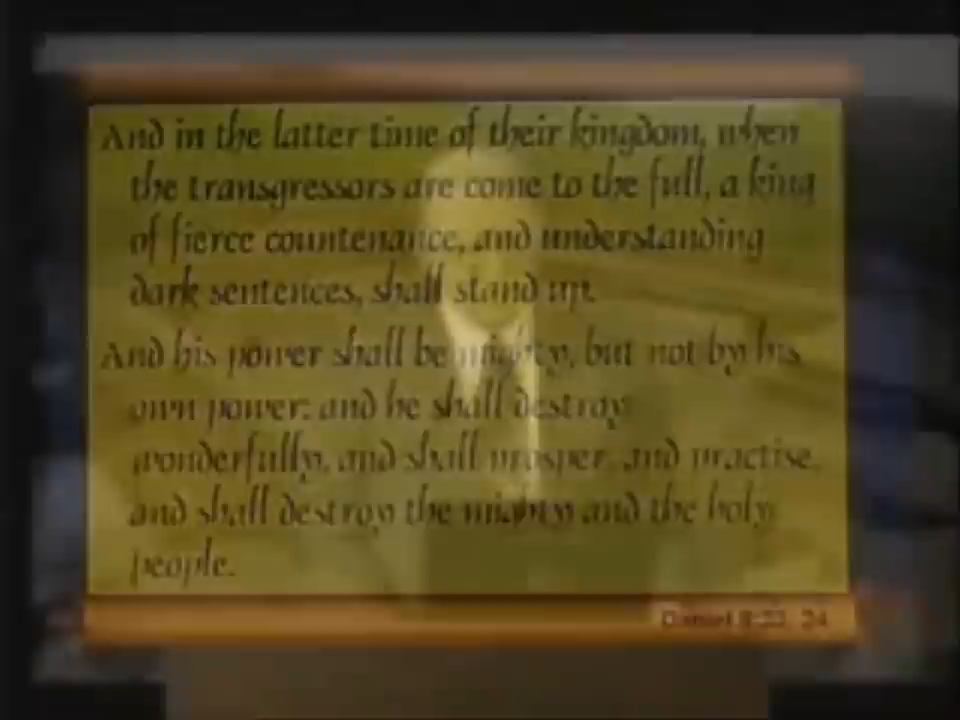 And in the latter time of their kingdom, when
the transgressors are come to the full, a king
of fierce countenance, and understanding
dark sentences, shall stand up.
And his power shall be mighty, but not by his
own power: and he shall destroy
wonderfully, and shall prosper, and practise,
and shall destroy the mighty and the holy
people.
Daniel 8:23, 24